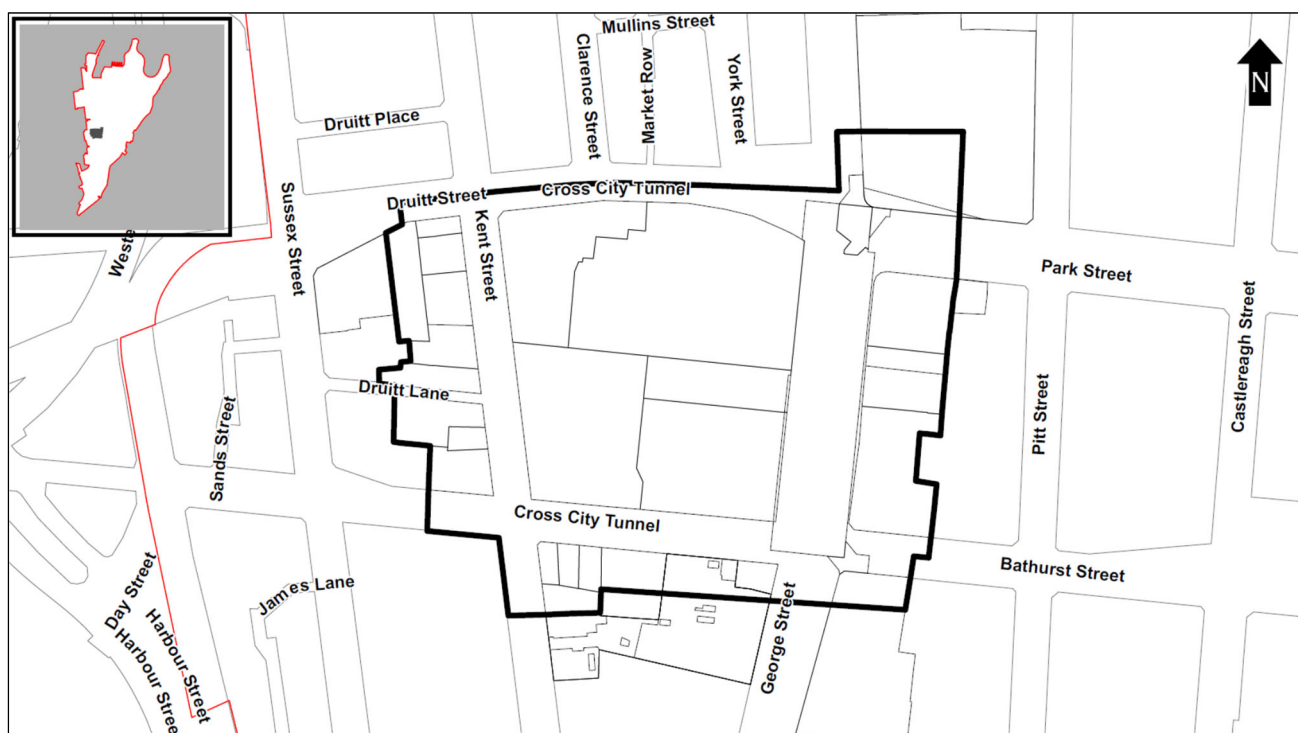 Mullins Street
Clarence Street
Market Row
York Street
N
Druitt Place
Weste
Sussex Street
Druitt Street
Cross City Tunnel
Kent Street
Park Street
Castlereagh Street
Druitt Lane
Sands Street
Pitt Street
Cross City Tunnel
Bathurst Street
Day Street
James Lane
George Street
Harbour Street
Harbour Stree